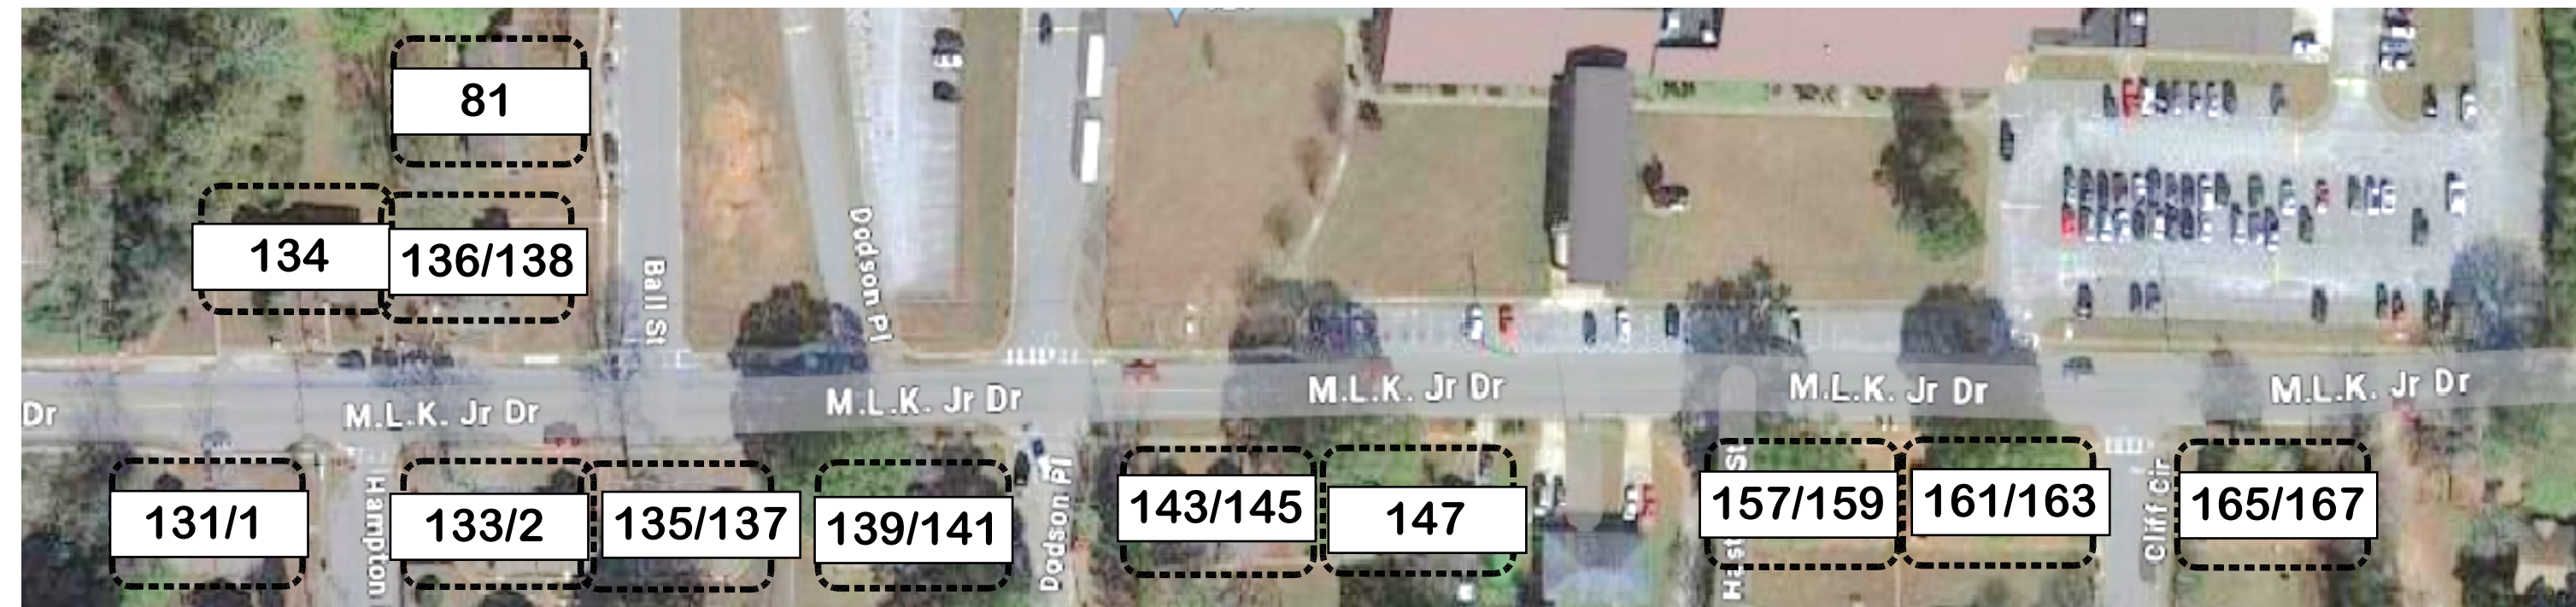 81
134
136/138
Ball St
Dodson Pl
Dr
M.L.K. Jr Dr
M.L.K. Jr Dr
M.L.K. Jr Dr
M.L.K. Jr Dr
M.L.K. Jr Dr
131/1
Hampton
133/2
135/137
139/141
Dodson Pl
143/145
147
157/159
161/163
Cliff Cir
165/167